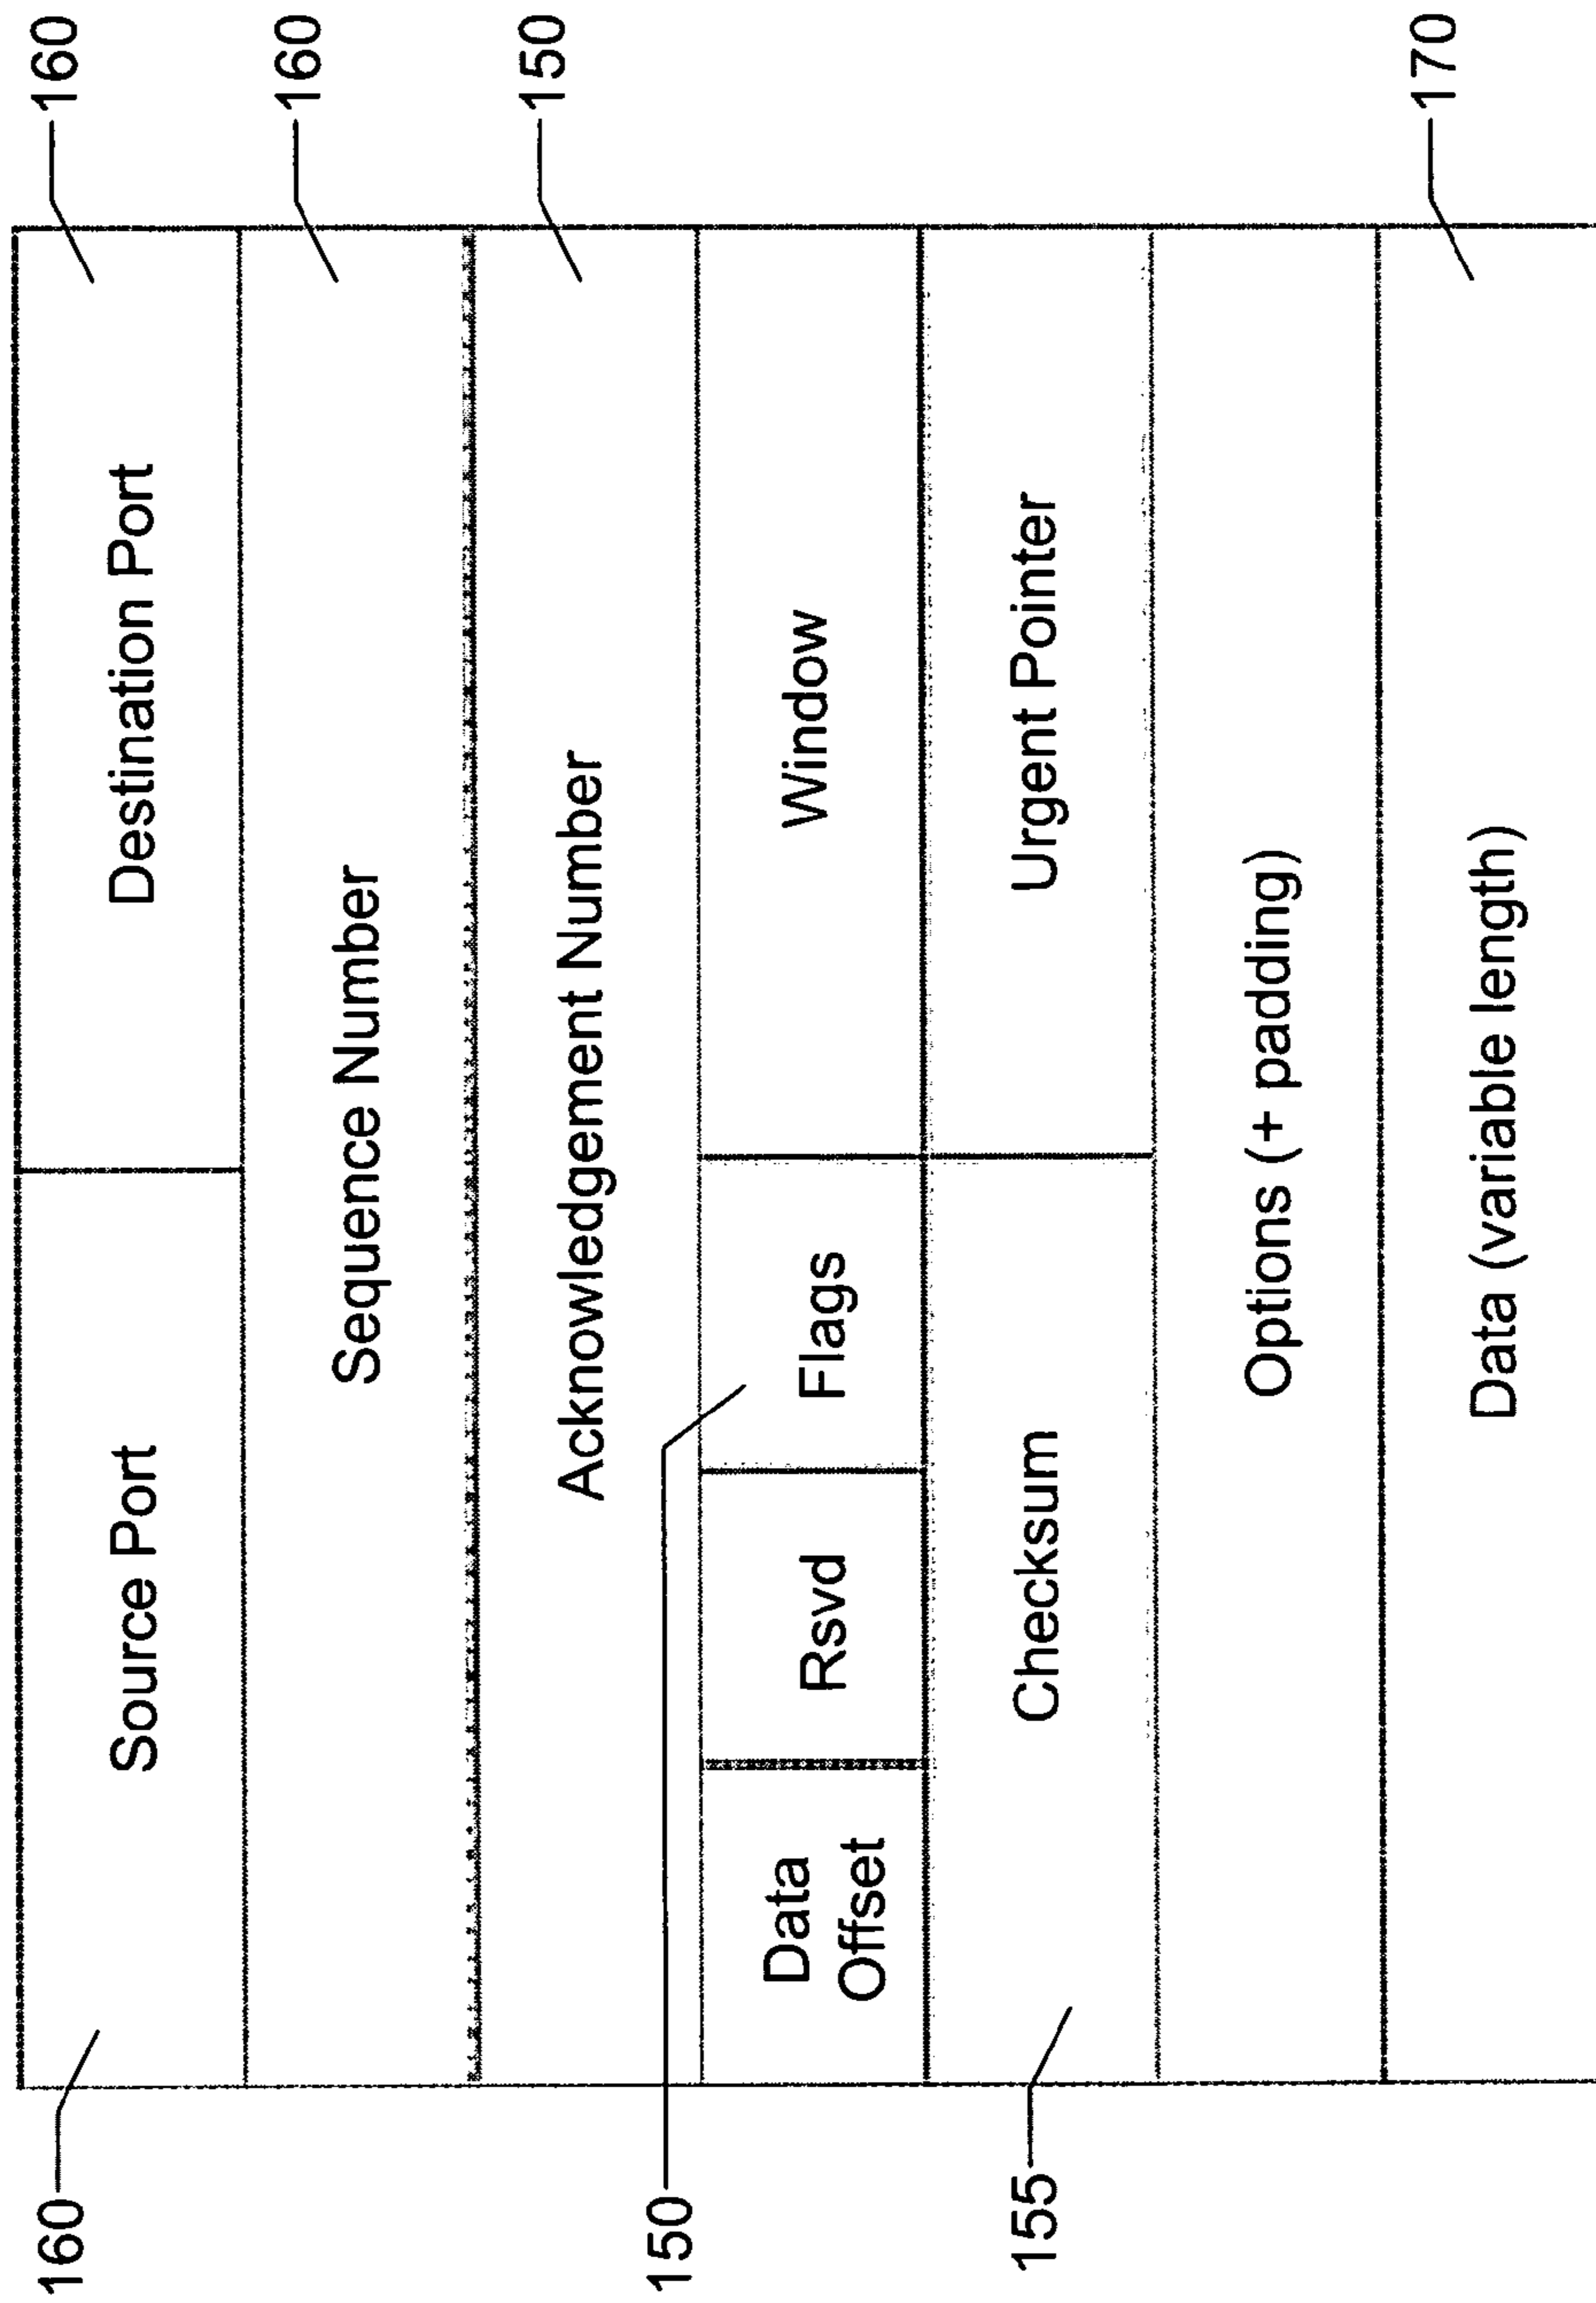 160
Source Port
Destination Port
160
Sequence Number
160
Acknowledgement Number
150
150
Data
Offset
Rsvd
Flags
Window
155
Checksum
Urgent Pointer
Options (+ padding)
Data (variable length)
170